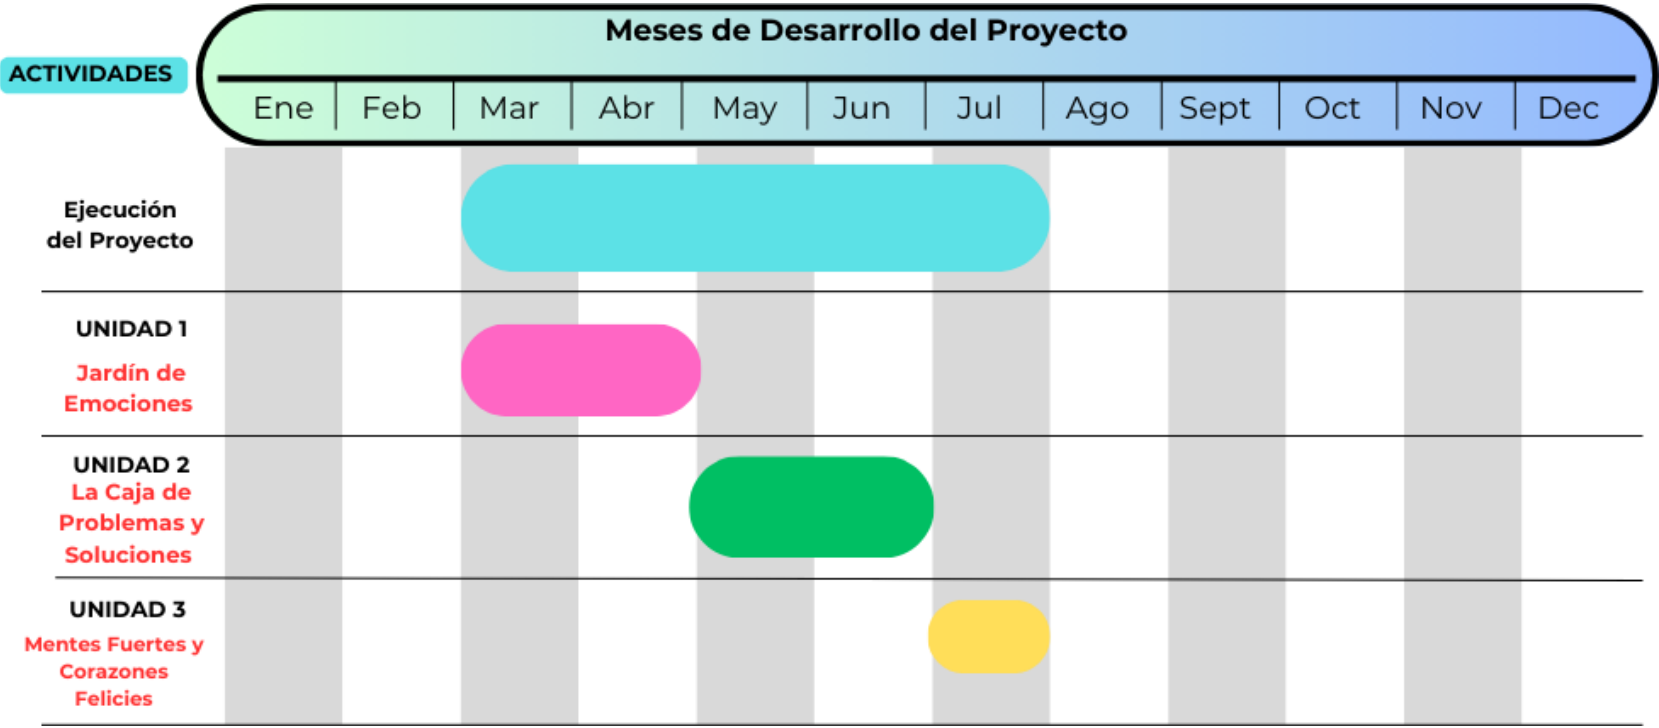 Meses de Desarrollo del Proyecto
ACTIVIDADES
Ene Feb Mar Abr May Jun Jul Ago Sept Oct Nov Dec
Ejecución
del Proyecto
UNIDAD 1
Jardín de
Emociones
UNIDAD 2
La Caja de
Problemas y
Soluciones
UNIDAD 3
Mentes Fuertes y
Corazones
Felicies